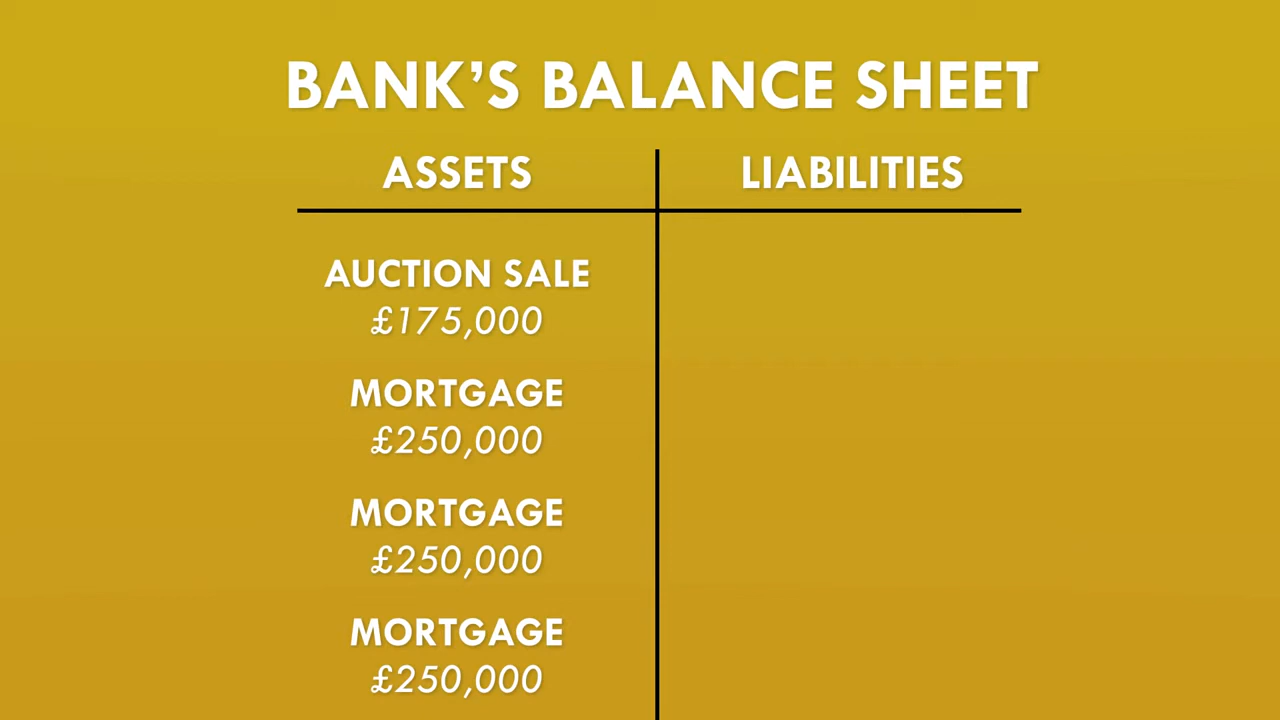 BANK’S BALANCE SHEET
ASSETS
LIABILITIES
AUCTION SALE
£175,000
MORTGAGE
£250,000
MORTGAGE
£250,000
MORTGAGE
£250,000